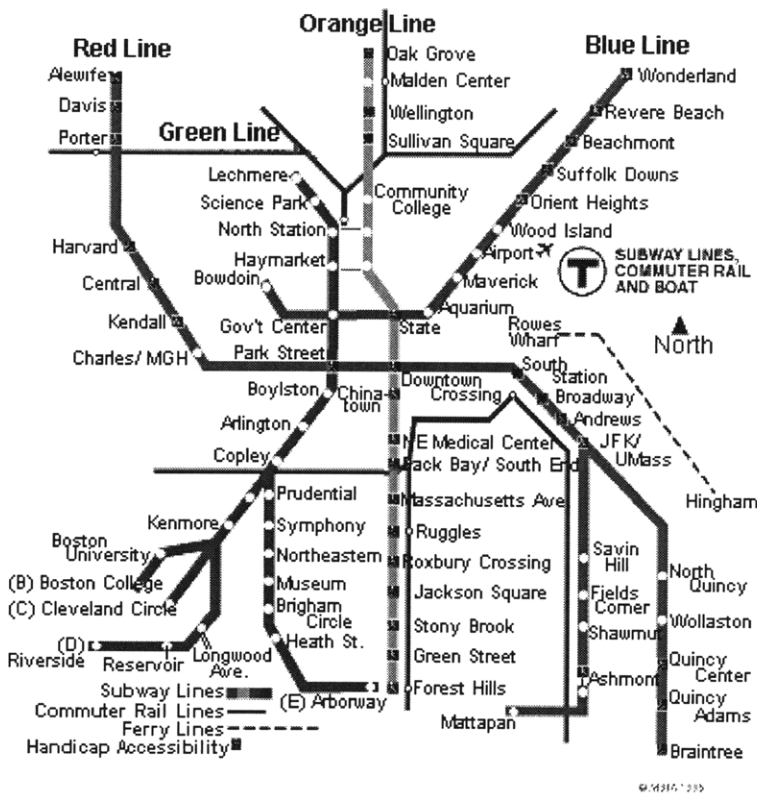 Orange Line
Red Line
Blue Line
Green Line
Alewife
Davis
Porter
Oak Grove
Malden Center
Wellington
Sullivan Square
Wonderland
Revere Beach
Beachmont
Suffolk Downs
Orient Heights
Wood Island
Airport
Maverick
Aquarium
Lechmere
Science Park
North Station
Haymarket
Bowdoin
Gov't Center
Community
College
State
Harvard
Central
Kendall
Charles/MGH
Park Street
T
SUBWAY LINES,
COMMUTER RAIL
AND BOAT
North
Rowes
Wharf
Hingham
Downtown
Crossing
South
Station
Broadway
Andrews
JFK/
UMass
Boylston
China-
town
Arlington
Copley
NE Medical Center
Back Bay/South End
Massachusetts Ave
Ruggles
Roxbury Crossing
Jackson Square
Stony Brook
Green Street
Forest Hills
Kenmore
Prudential
Symphony
Northeastern
Museum
Brigham
Circle
Heath St.
(E) Arborway
Boston
University
(B) Boston College
(C) Cleveland Circle
(D)
Riverside
Reservoir
Longwood
Ave.
Savin
Hill
Fields
Corner
Shawmut
Ashmont
Mattapan
North
Quincy
Wollaston
Quincy
Center
Quincy
Adams
Braintree
Subway Lines
Commuter Rail Lines
Ferry Lines
Handicap Accessibility